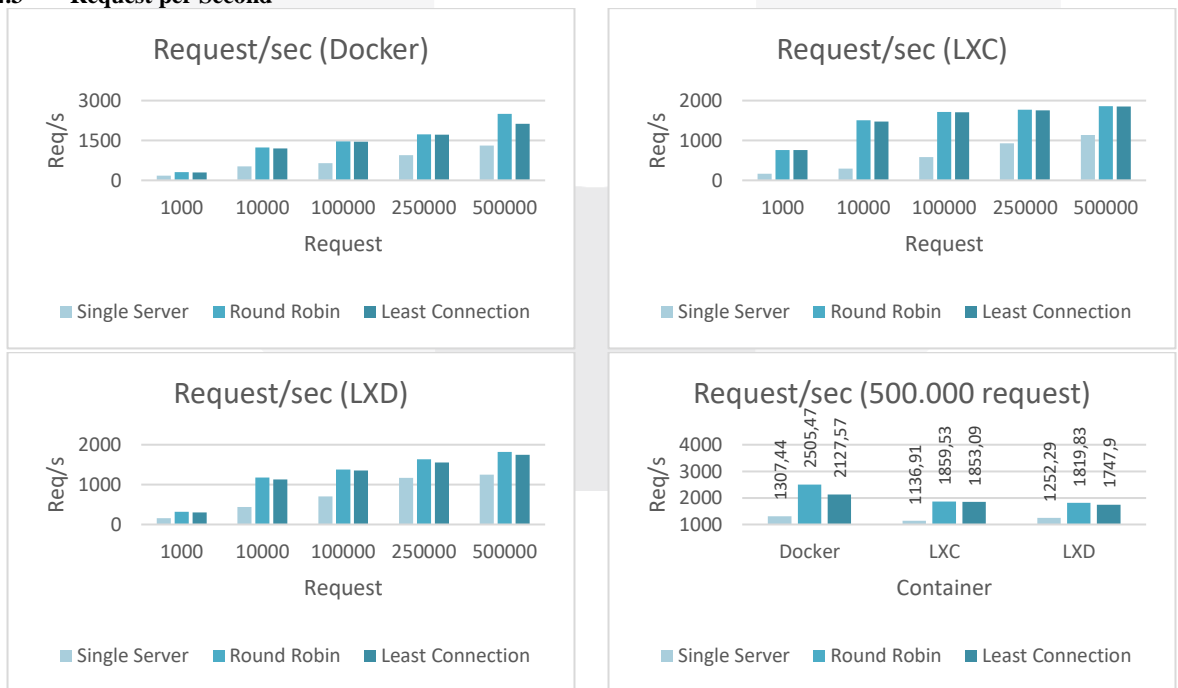 Request per Second
Request/sec (Docker)
3000
1500
0
Req/s
1000 10000 100000 250000 500000
Request
Single Server Round Robin Least Connection
Request/sec (LXC)
2000
1000
0
Req/s
1000 10000 100000 250000 500000
Request
Single Server Round Robin Least Connection
Request/sec (LXD)
2000
1000
0
Req/s
1000 10000 100000 250000 500000
Request
Single Server Round Robin Least Connection
Request/sec (500.000 request)
4000
3000
2000
1000
Req/s
1307,44
2505,47
2127,57
1136,91
1859,53
1853,09
1252,29
1819,83
1747,9
Docker LXC LXD
Container
Single Server Round Robin Least Connection